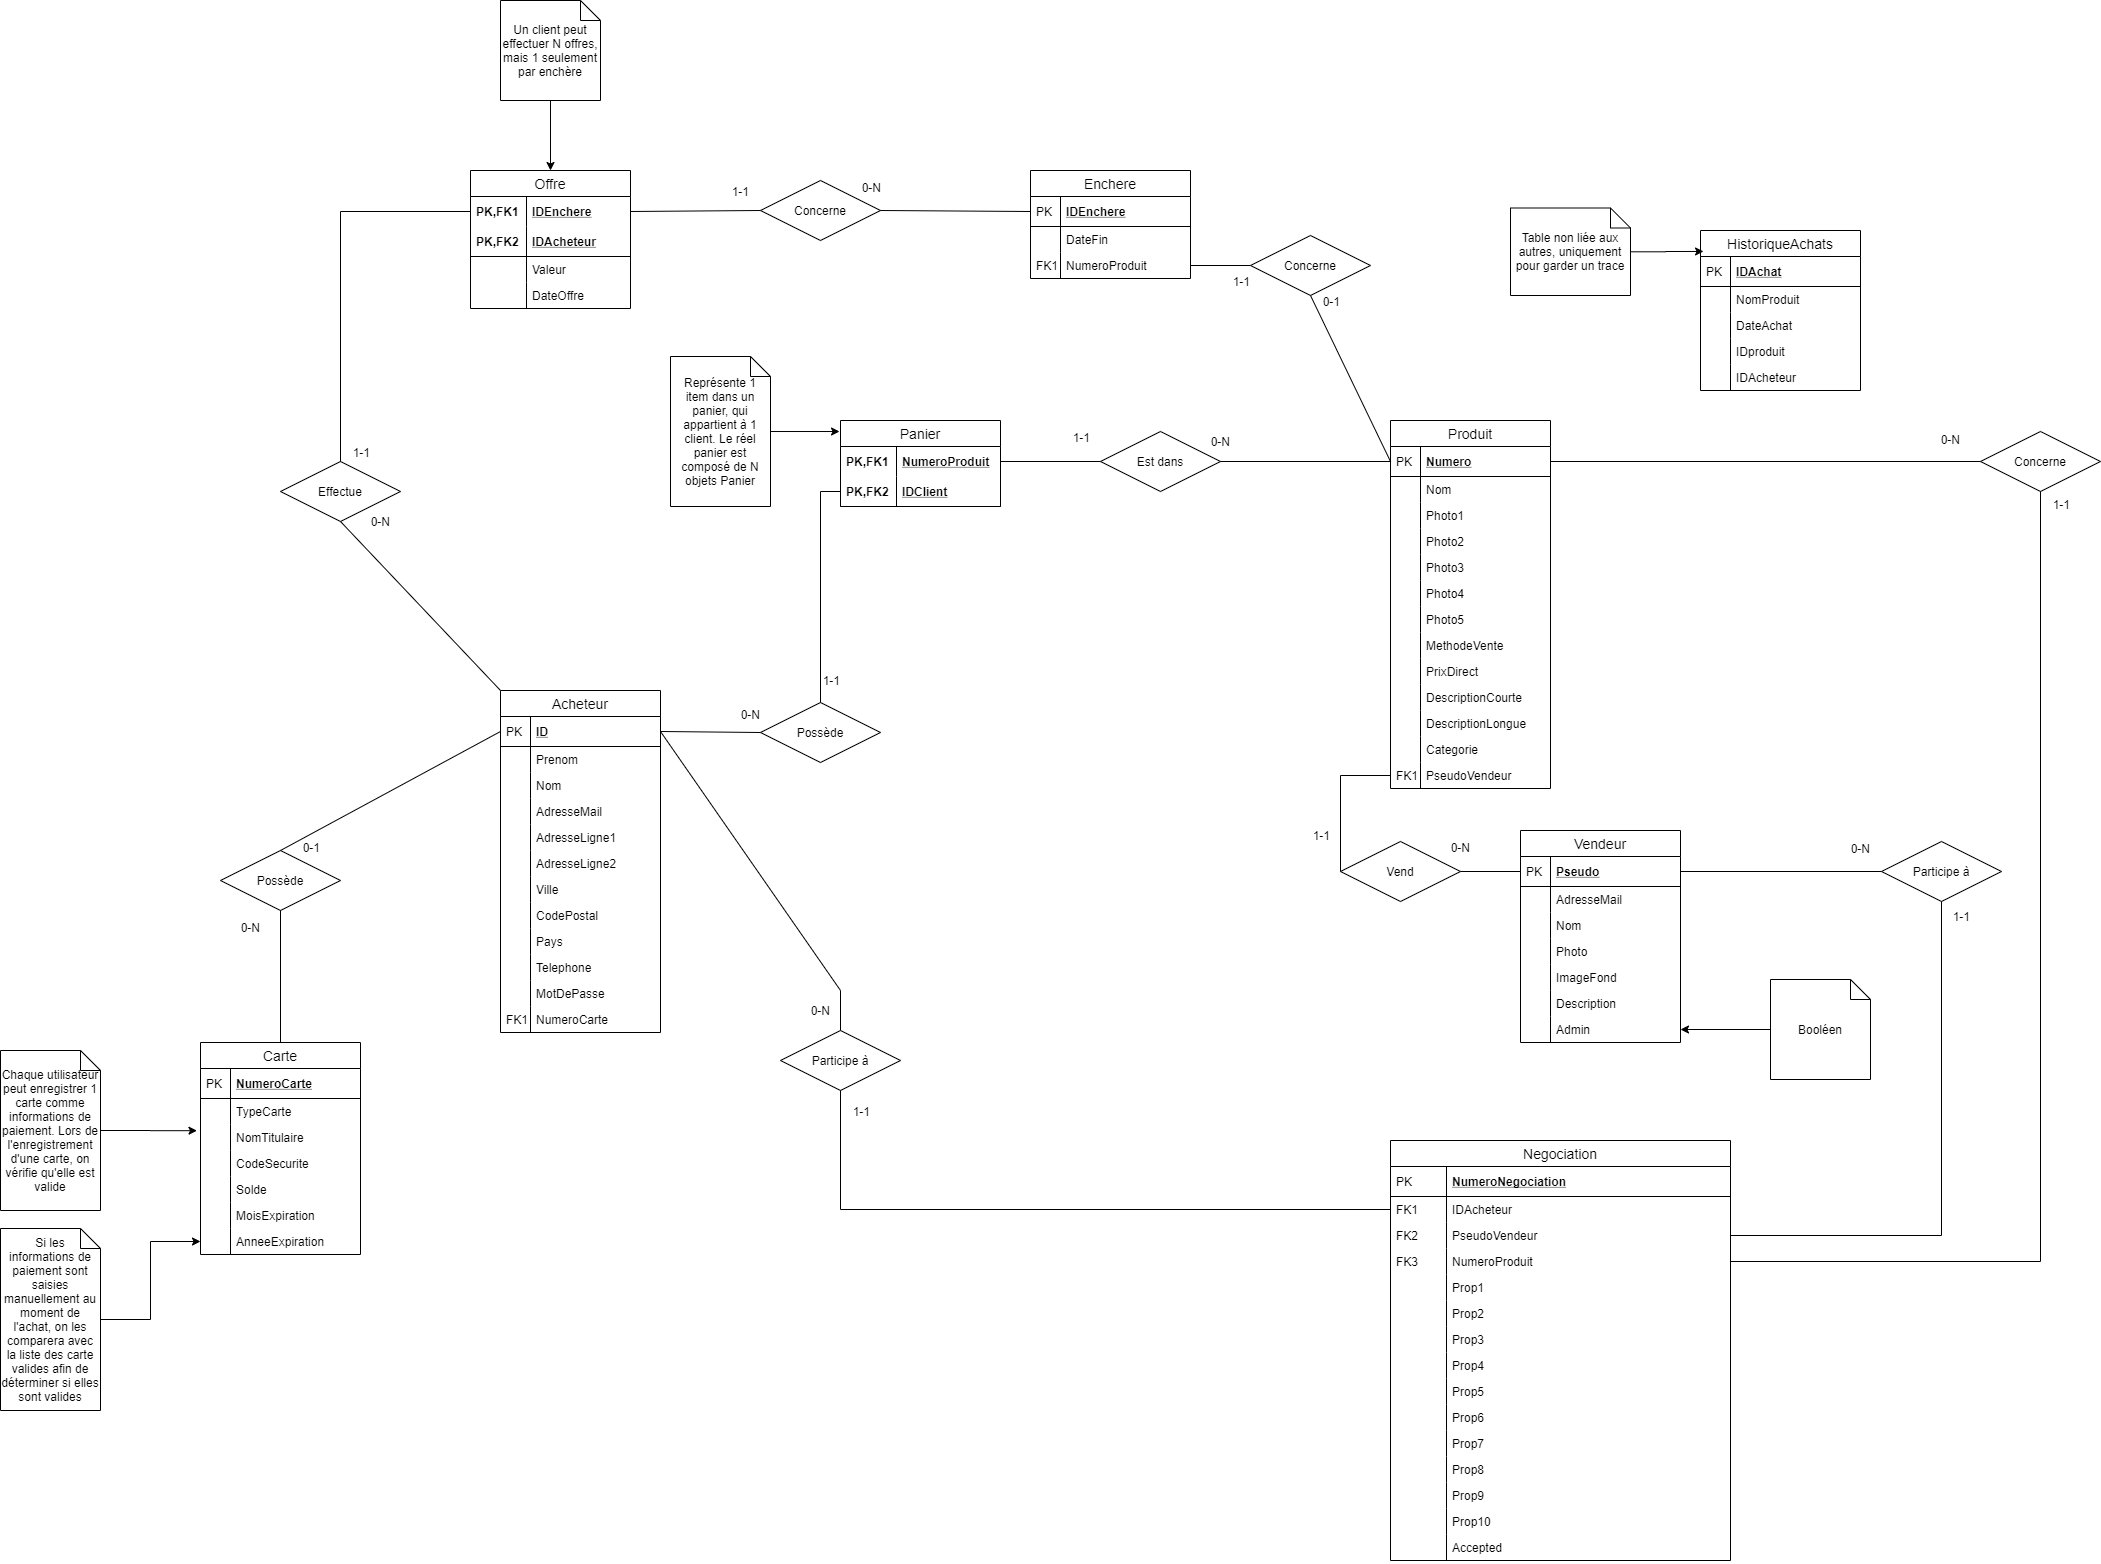 Un client peut
effectuer N offres,
mais 1 seulement
par enchère
Offre
PK,FK1 IDEnchere
PK,FK2 IDAcheteur
Valeur
DateOffre
1-1
Concerne
0-N
Enchere
PK IDEnchere
DateFin
FK1 NumeroProduit
1-1
Concerne
0-1
Table non liée aux
autres, uniquement
pour garder un trace
HistoriqueAchats
PK IDAchat
NomProduit
DateAchat
IDproduit
IDAcheteur
Représente 1
item dans un
panier, qui
appartient à 1
client. Le réel
panier est
composé de N
objets Panier
Panier
PK,FK1 NumeroProduit
PK,FK2 IDClient
1-1
Est dans
0-N
Produit
PK Numero
Nom
Photo1
Photo2
Photo3
Photo4
Photo5
MethodeVente
PrixDirect
DescriptionCourte
DescriptionLongue
Categorie
FK1 PseudoVendeur
0-N
Concerne
1-1
1-1
Effectue
0-N
Acheteur
PK ID
Prenom
Nom
AdresseMail
AdresseLigne1
AdresseLigne2
Ville
CodePostal
Pays
Telephone
MotDePasse
FK1 NumeroCarte
1-1
0-N
Possède
0-1
Possède
0-N
1-1
Vend
0-N
Vendeur
PK Pseudo
AdresseMail
Nom
Photo
ImageFond
Description
Admin
0-N
Participe à
1-1
Booléen
0-N
Participe à
1-1
Carte
PK NumeroCarte
TypeCarte
NomTitulaire
CodeSecurite
Solde
MoisExpiration
AnneeExpiration
Chaque utilisateur
peut enregistrer 1
carte comme
informations de
paiement. Lors de
l'enregistrement
d'une carte, on
vérifie qu'elle est
valide
Si les
informations de
paiement sont
saisies
manuellement au
moment de
l'achat, on les
comparera avec
la liste des carte
valides afin de
déterminer si elles
sont valides
Negociation
PK NumeroNegociation
FK1 IDAcheteur
FK2 PseudoVendeur
FK3 NumeroProduit
Prop1
Prop2
Prop3
Prop4
Prop5
Prop6
Prop7
Prop8
Prop9
Prop10
Accepted